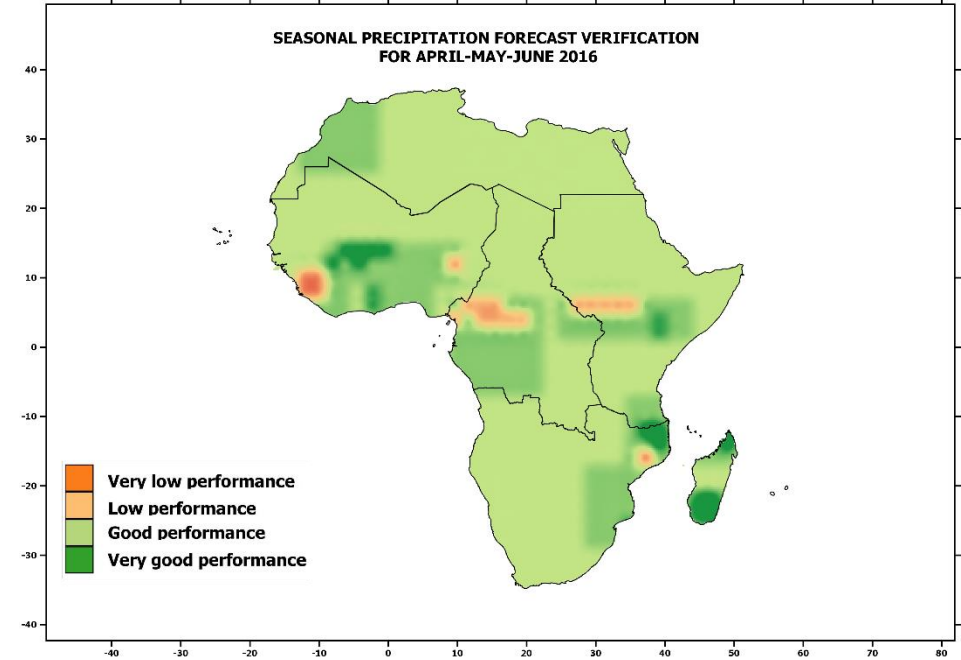 SEASONAL PRECIPITATION FORECAST VERIFICATION
FOR APRIL-MAY-JUNE 2016
40
30
20
10
0
-10
-20
-30
-40
Very low performance
Low performance
Good performance
Very good performance
-40 -30 -20 -10 0 10 20 30 40 50 60 70 80